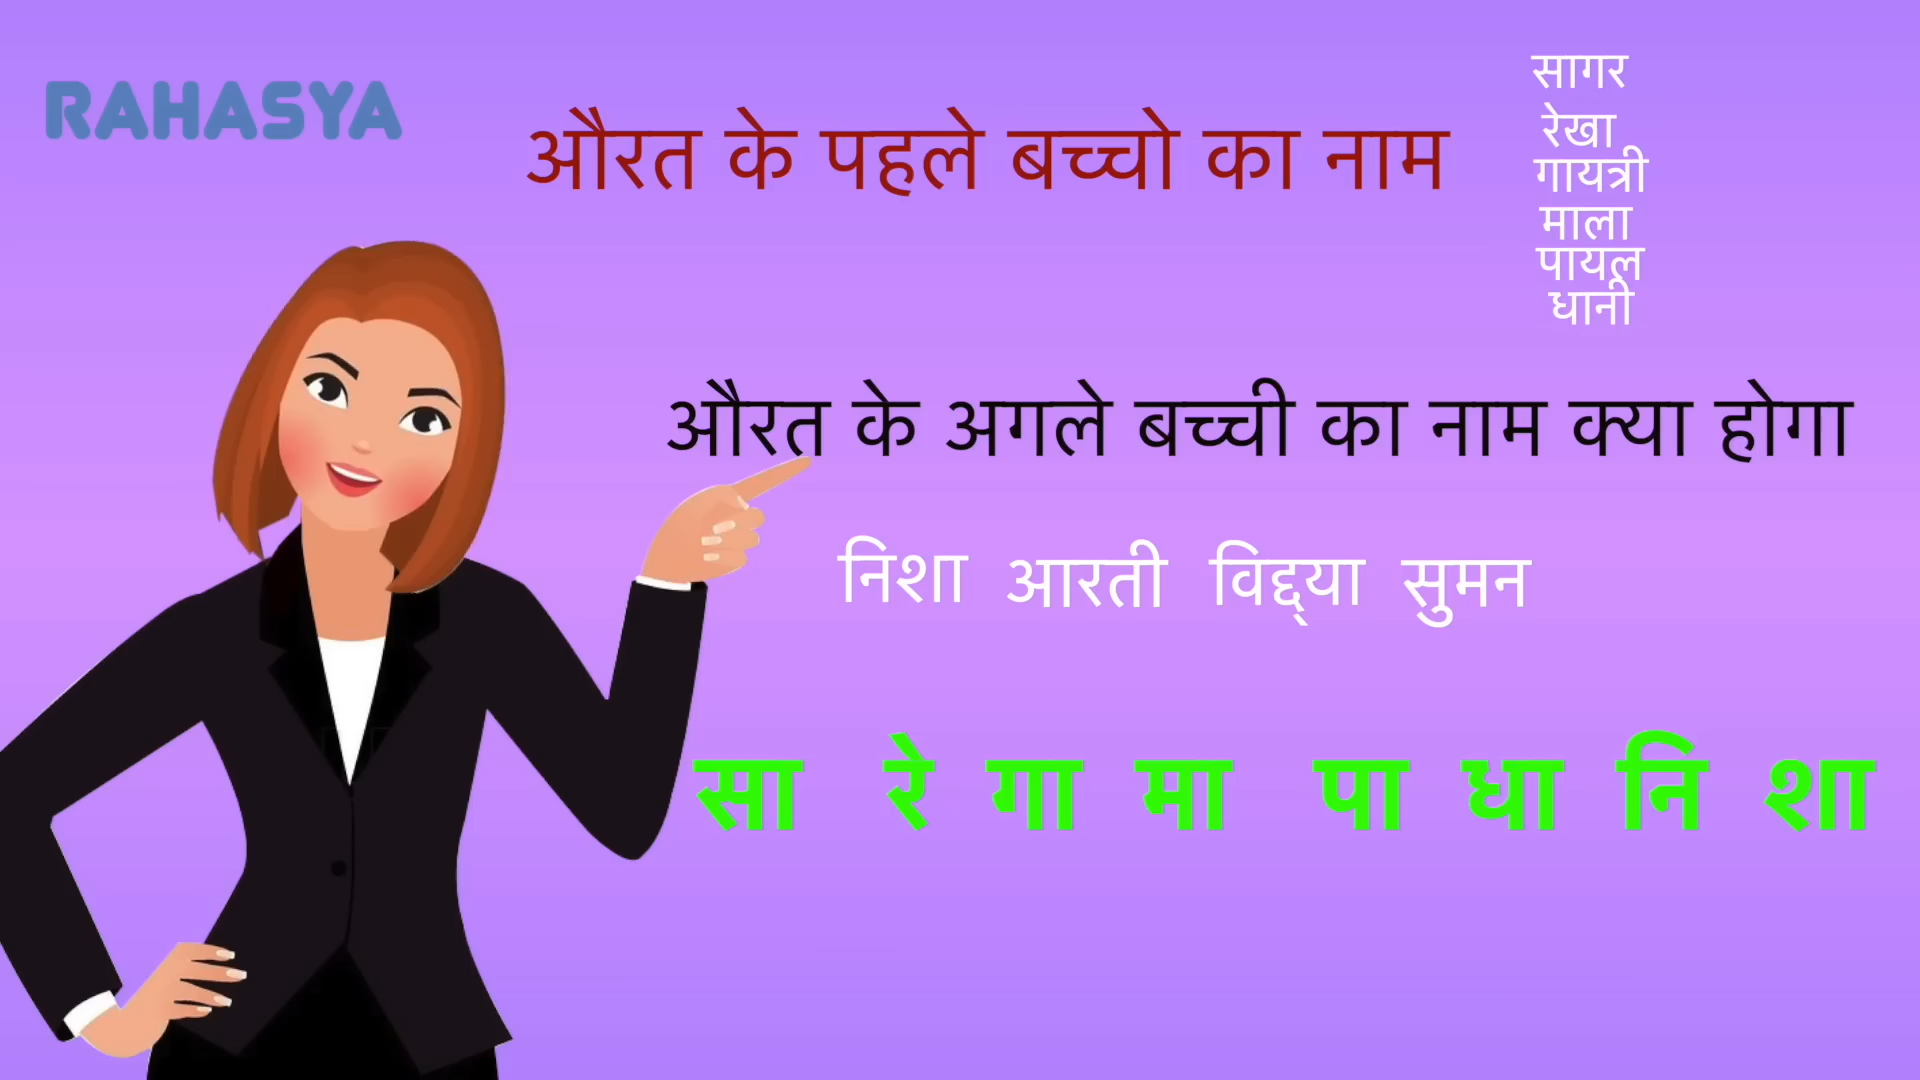 RAHASYA
औरत के पहले बच्चो का नाम
सागर
रेखा
गायत्री
माला
पायल
धानी
औरत के अगले बच्ची का नाम क्या होगा
निशा आरती विद्द्या सुमन
सा रे गा मा पा धा नि शा